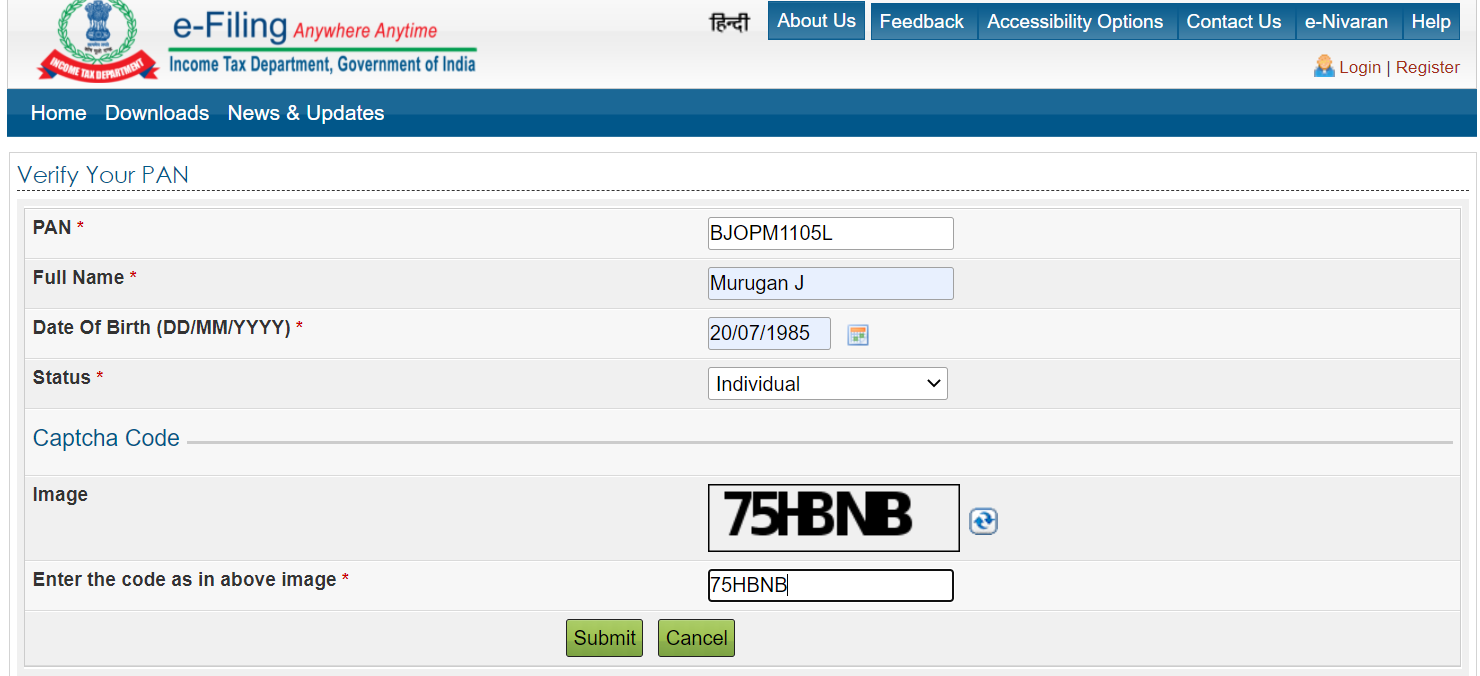 e-Filing Anywhere Anytime
Income Tax Department, Government of India
INCOME TAX DEPARTMENT
हिन्दी About Us Feedback Accessibility Options Contact Us e-Nivaran Help
Login | Register
Home Downloads News & Updates
Verify Your PAN
PAN * BJOPM1105L
Full Name * Murugan J
Date Of Birth (DD/MM/YYYY) * 20/07/1985
Status * Individual
Captcha Code
Image 75HBNB
Enter the code as in above image * 75HBNB
Submit Cancel